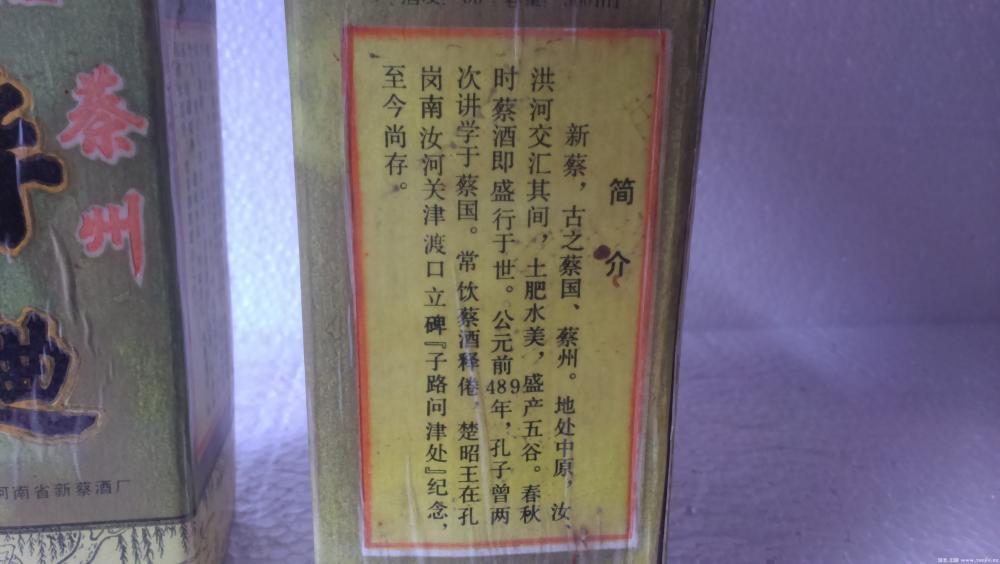 蔡州
曲
河南省新蔡酒厂
简介
新蔡，古之蔡国、蔡州。地处中原，汝、
洪河交汇其间，土肥水美，盛产五谷。春秋
时蔡酒即盛行于世。公元前489年，孔子曾两
次讲学于蔡国。常饮蔡酒释倦，楚昭王在孔
岗南汝河关津渡口立碑『子路问津处』纪念，
至今尚存。